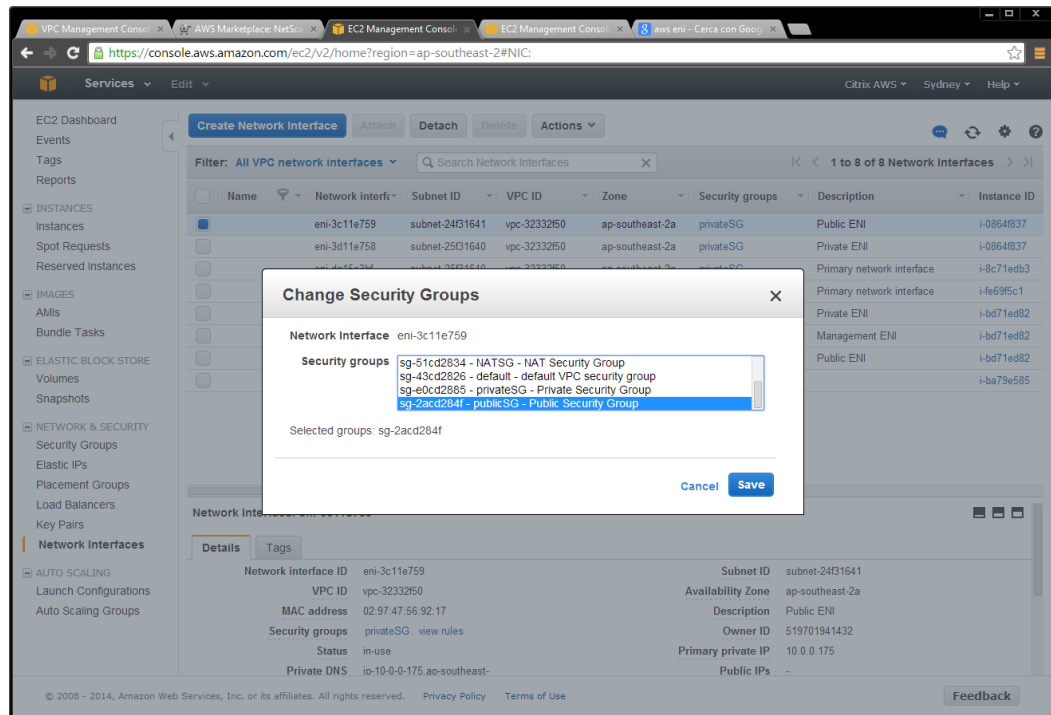 VPC Management Consol
AWS Marketplace: NetSca
EC2 Management Consol
EC2 Management Consol
aws eni - Cerca con Goog
https://console.aws.amazon.com/ec2/v2/home?region=ap-southeast-2#NIC:
Services Edit Citrix AWS Sydney Help
EC2 Dashboard
Events
Tags
Reports
INSTANCES
Instances
Spot Requests
Reserved Instances
IMAGES
AMIs
Bundle Tasks
ELASTIC BLOCK STORE
Volumes
Snapshots
NETWORK & SECURITY
Security Groups
Elastic IPs
Placement Groups
Load Balancers
Key Pairs
Network Interfaces
AUTO SCALING
Launch Configurations
Auto Scaling Groups
Create Network Interface Attach Detach Delete Actions
Filter: All VPC network interfaces Search Network Interfaces 1 to 8 of 8 Network Interfaces
Name Network interfa Subnet ID VPC ID Zone Security groups Description Instance ID
eni-3c11e759 subnet-24f31641 vpc-32332f50 ap-southeast-2a privateSG Public ENI i-0864f837
eni-3d11e758 subnet-25f31640 vpc-32332f50 ap-southeast-2a privateSG Private ENI i-0864f837
Primary network interface i-8c71edb3
Primary network interface i-fe69f5c1
Private ENI i-bd71ed82
Management ENI i-bd71ed82
Public ENI i-bd71ed82
i-ba79e585
Change Security Groups
Network Interface eni-3c11e759
Security groups
sg-51cd2834 - NATSG - NAT Security Group
sg-43cd2826 - default - default VPC security group
sg-e0cd2885 - privateSG - Private Security Group
sg-2acd284f - publicSG - Public Security Group
Selected groups: sg-2acd284f
Cancel Save
Details Tags
Network interface ID eni-3c11e759 Subnet ID subnet-24f31641
VPC ID vpc-32332f50 Availability Zone ap-southeast-2a
MAC address 02:97:47:56:92:17 Description Public ENI
Security groups privateSG. view rules Owner ID 519701941432
Status in-use Primary private IP 10.0.0.175
Private DNS ip-10-0-0-175.ap-southeast- Public IPs -
© 2008 - 2014, Amazon Web Services, Inc. or its affiliates. All rights reserved. Privacy Policy Terms of Use Feedback